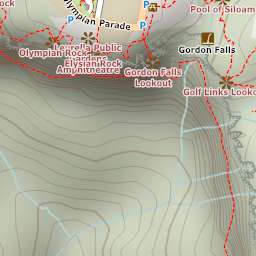 Olympian Parade
P
P
P
Pool of Siloam
Gordon Falls
Leurella Public
Gardens
Olympian Rock
Elysian Rock
Amphitheatre
Gordon Falls
Lookout
Golf Links Looko